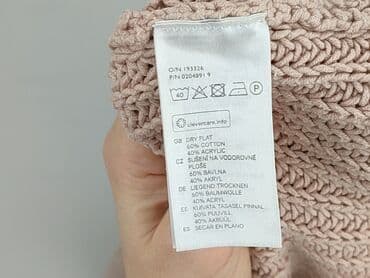 O/N 193326
P/N 0204891 9
40 P
clevercare.info
GB DRY FLAT
60% COTTON
40% ACRYLIC
CZ SUŠENÍ NA VODOROVNÉ
PLOŠE
60% BAVLNA
40% AKRYL
DE LIEGEND TROCKNEN
60% BAUMWOLLE
40% ACRYL
EE KUIVATA TASASEL PINNAL
60% PUUVILL
40% AKRÜÜL
ES SECAR EN PLANO